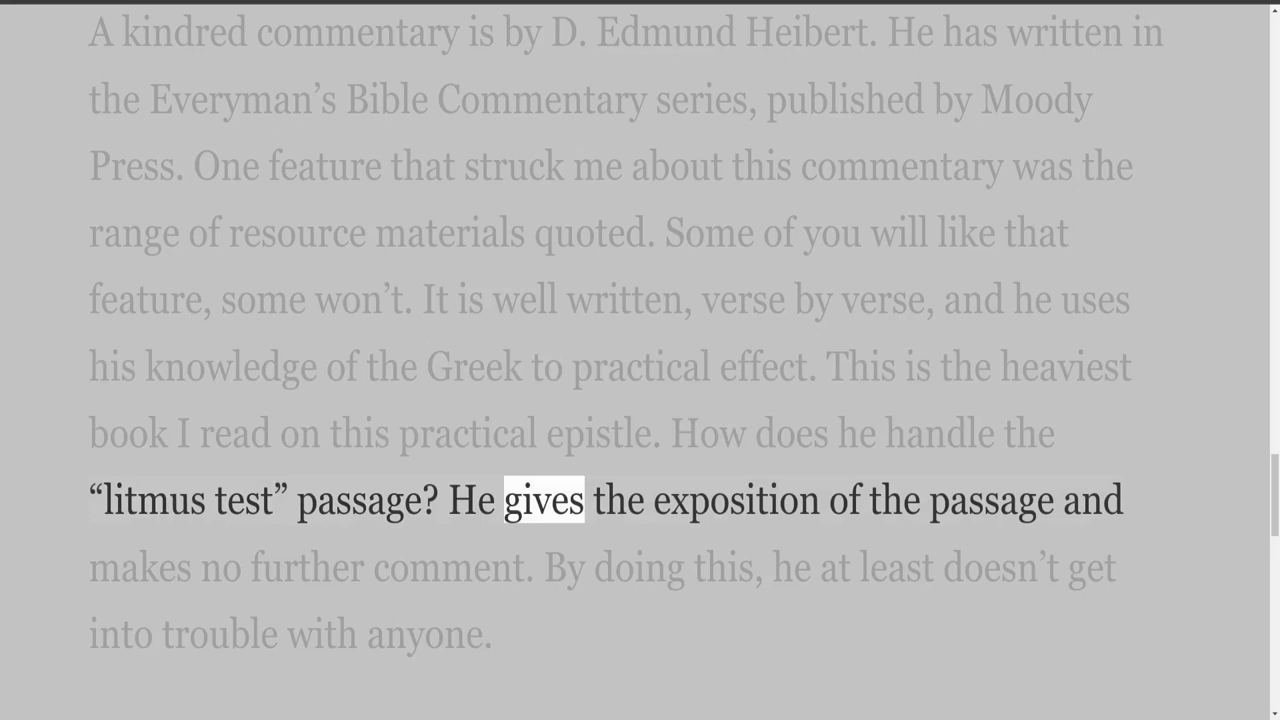 A kindred commentary is by D. Edmund Heibert. He has written in
the Everyman’s Bible Commentary series, published by Moody
Press. One feature that struck me about this commentary was the
range of resource materials quoted. Some of you will like that
feature, some won’t. It is well written, verse by verse, and he uses
his knowledge of the Greek to practical effect. This is the heaviest
book I read on this practical epistle. How does he handle the
“litmus test” passage? He gives the exposition of the passage and
makes no further comment. By doing this, he at least doesn’t get
into trouble with anyone.